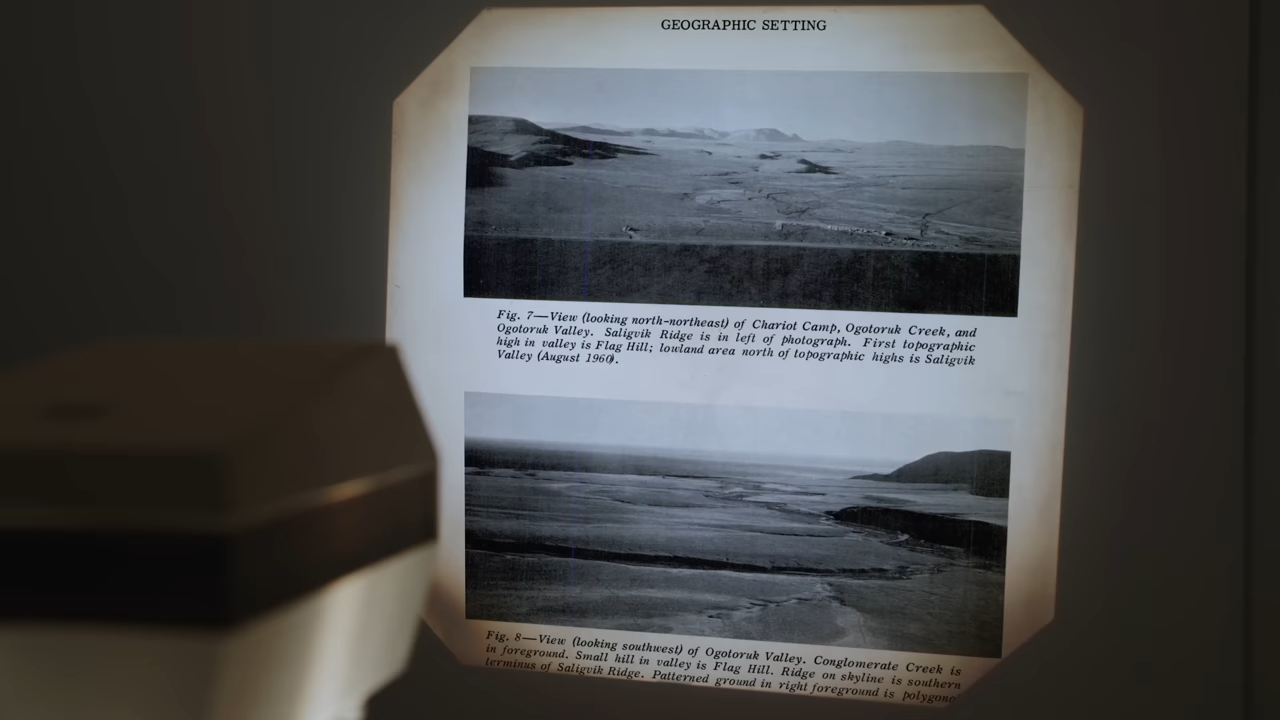 GEOGRAPHIC SETTING
Fig. 7—View (looking north-northeast) of Chariot Camp, Ogotoruk Creek, and
Ogotoruk Valley. Saligvik Ridge is in left of photograph. First topographic
high in valley is Flag Hill; lowland area north of topographic highs is Saligvik
Valley (August 1960).
Fig. 8—View (looking southwest) of Ogotoruk Valley. Conglomerate Creek is
in foreground. Small hill in valley is Flag Hill. Ridge on skyline is southern
terminus of Saligvik Ridge. Patterned ground in right foreground is polygonal